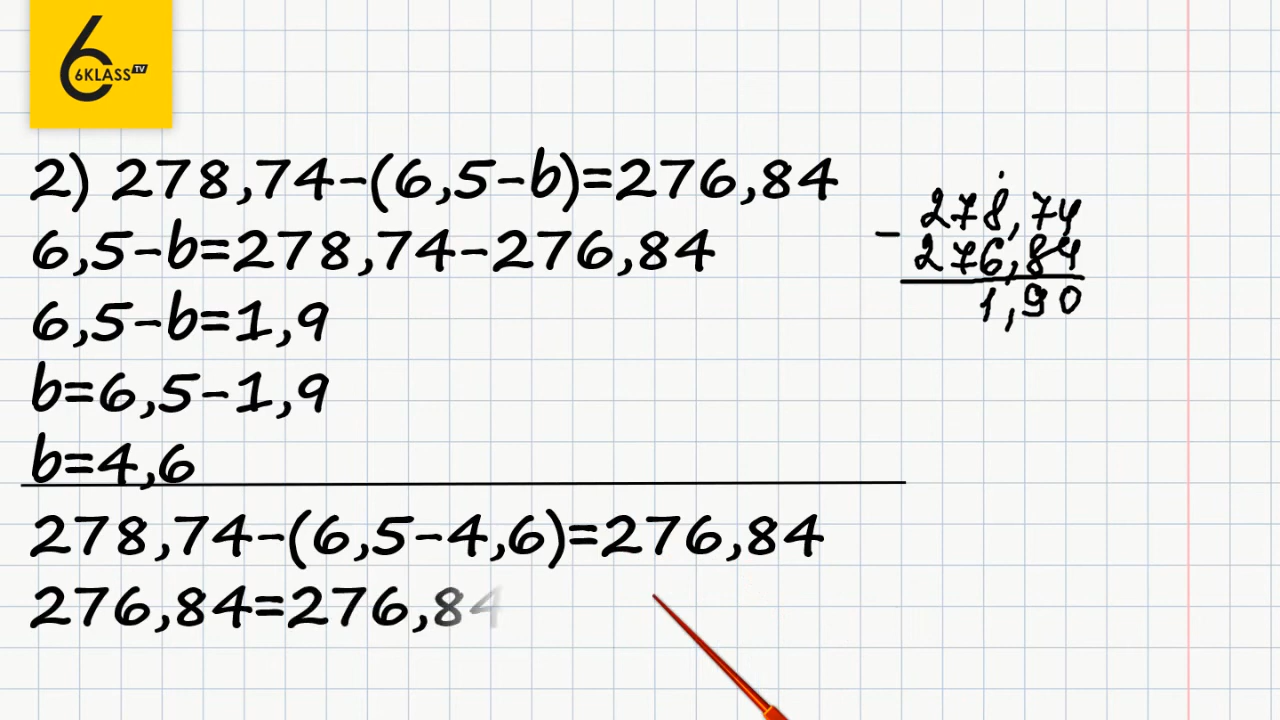 6
6KLASS TV
2) 278,74-(6,5-b)=276,84
6,5-b=278,74-276,84
6,5-b=1,9
b=6,5-1,9
b=4,6
278,74-(6,5-4,6)=276,84
276,84=276,84
278,74
-
276,84
1,90